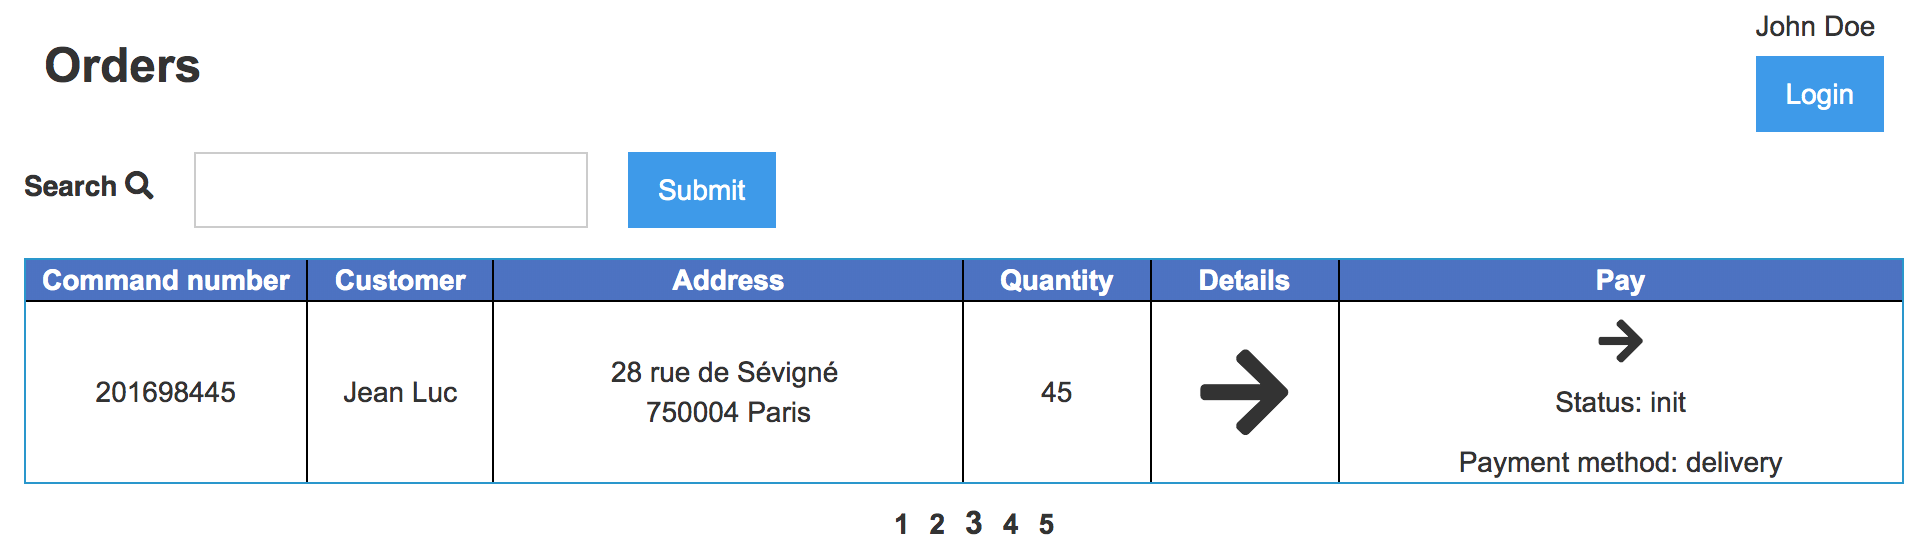 John Doe
Orders
Login
Search
Submit
Command number Customer Address Quantity Details Pay
201698445 Jean Luc 28 rue de Sévigné 45
750004 Paris
Status: init
Payment method: delivery
1 2 3 4 5